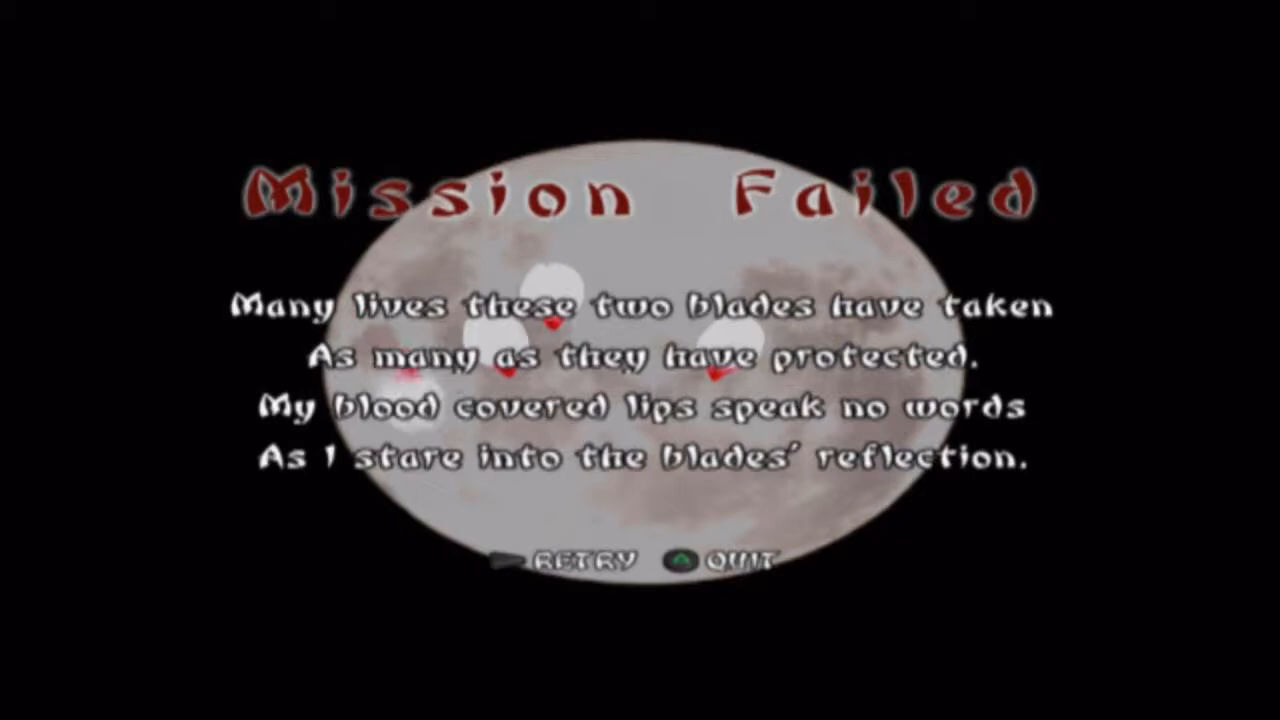 Mission Failed
Many lives these two blades have taken
As many as they have protected.
My blood covered lips speak no words
As I stare into the blades' reflection.
RETRY QUIT